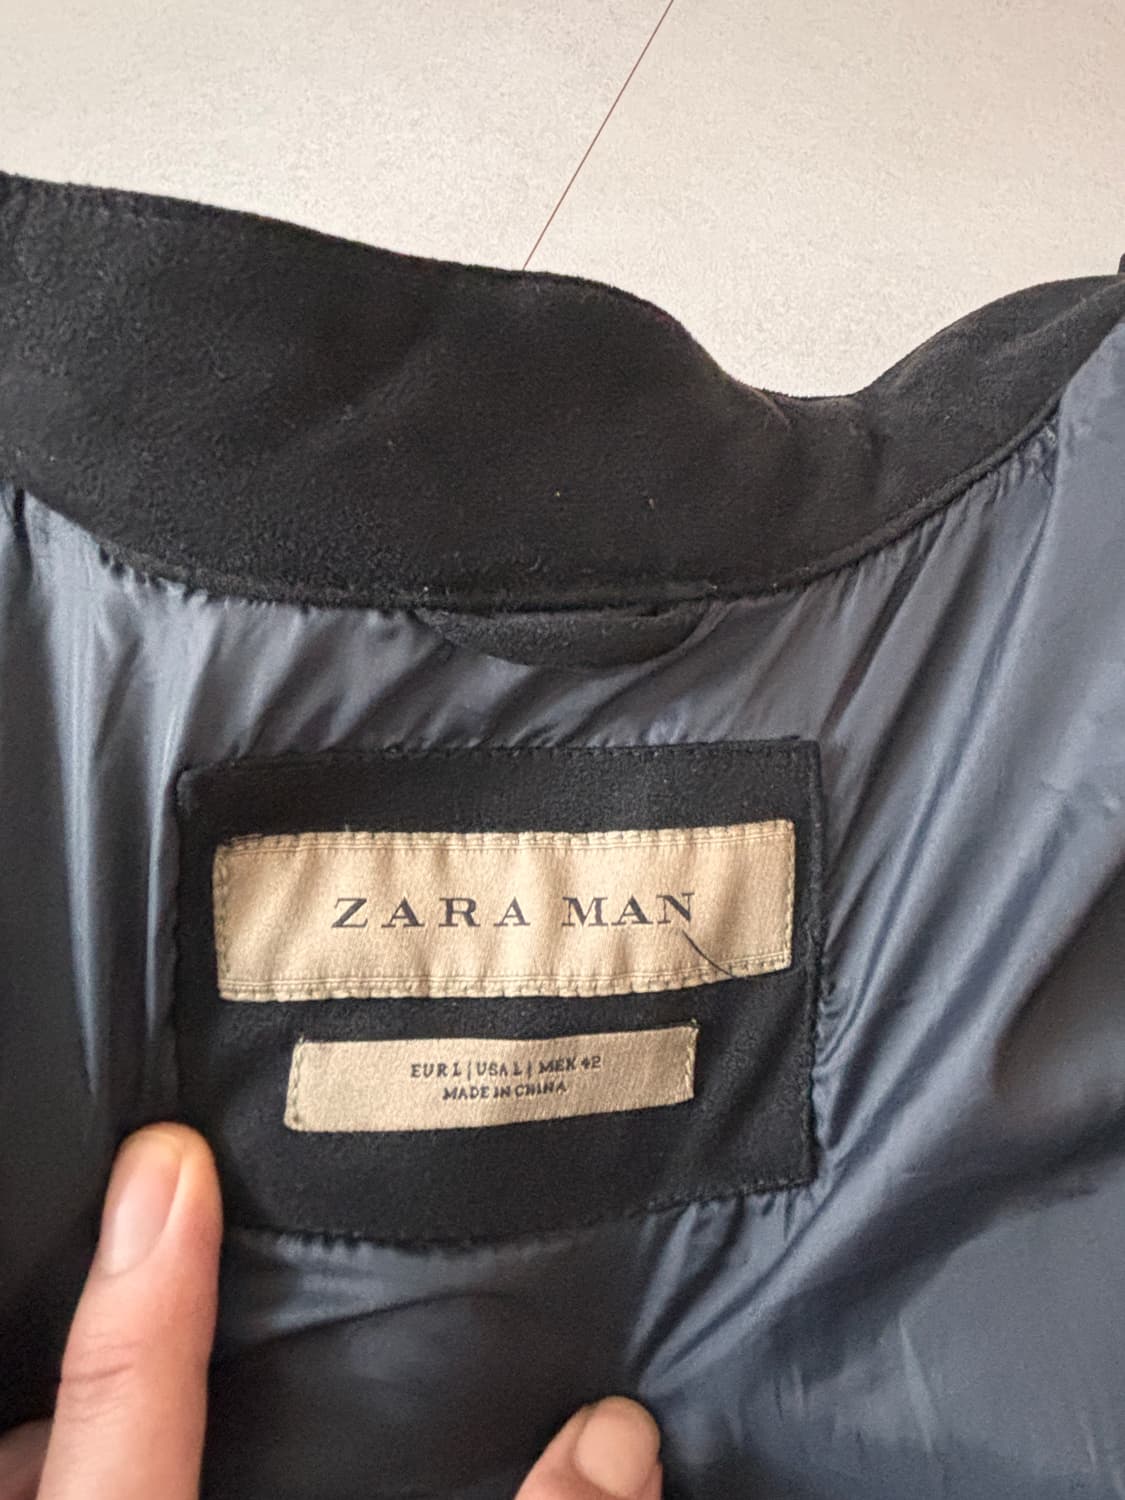 ZARA MAN
EUR L | USA L | MEX 42
MADE IN CHINA